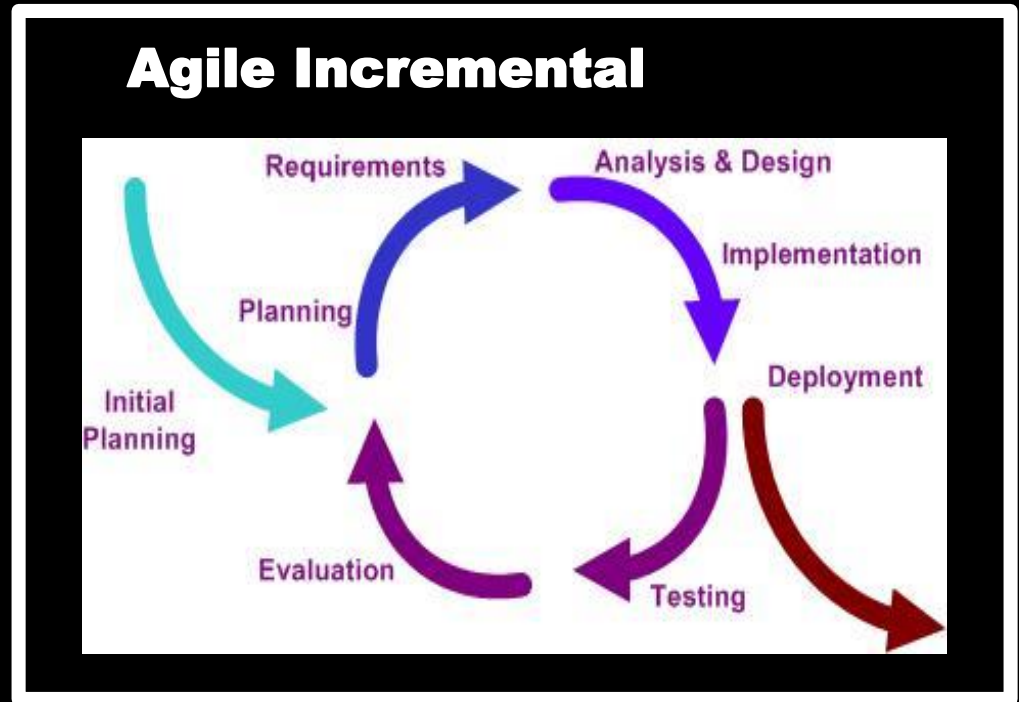 Agile Incremental
Requirements
Analysis & Design
Implementation
Planning
Deployment
Initial
Planning
Evaluation
Testing